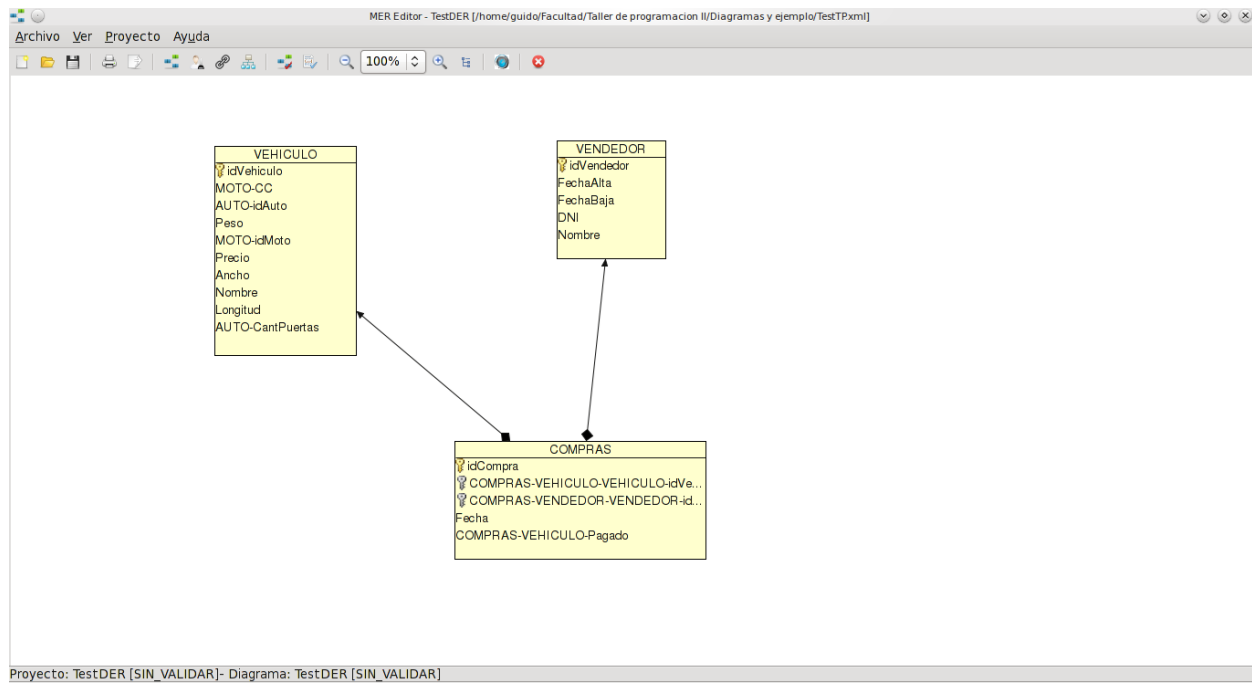 MER Editor - TestDER [/home/guido/Facultad/Taller de programacion II/Diagramas y ejemplo/TestTP.xml]
Archivo Ver Proyecto Ayuda
100%
VEHICULO
idVehiculo
MOTO-CC
AUTO-idAuto
Peso
MOTO-idMoto
Precio
Ancho
Nombre
Longitud
AUTO-CantPuertas
VENDEDOR
idVendedor
FechaAlta
FechaBaja
DNI
Nombre
COMPRAS
idCompra
COMPRAS-VEHICULO-VEHICULO-idVe...
COMPRAS-VENDEDOR-VENDEDOR-id...
Fecha
COMPRAS-VEHICULO-Pagado
Proyecto: TestDER [SIN_VALIDAR]- Diagrama: TestDER [SIN_VALIDAR]